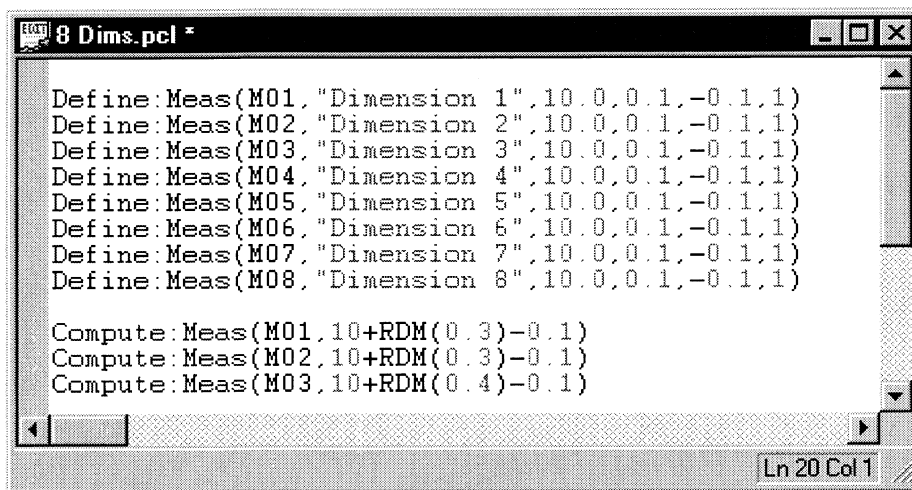 8 Dims.pcl *
Define:Meas(M01,"Dimension 1",10.0,0.1,-0.1,1)
Define:Meas(M02,"Dimension 2",10.0,0.1,-0.1,1)
Define:Meas(M03,"Dimension 3",10.0,0.1,-0.1,1)
Define:Meas(M04,"Dimension 4",10.0,0.1,-0.1,1)
Define:Meas(M05,"Dimension 5",10.0,0.1,-0.1,1)
Define:Meas(M06,"Dimension 6",10.0,0.1,-0.1,1)
Define:Meas(M07,"Dimension 7",10.0,0.1,-0.1,1)
Define:Meas(M08,"Dimension 8",10.0,0.1,-0.1,1)
Compute:Meas(M01,10+RDM(0.3)-0.1)
Compute:Meas(M02,10+RDM(0.3)-0.1)
Compute:Meas(M03,10+RDM(0.4)-0.1)
Ln 20 Col 1